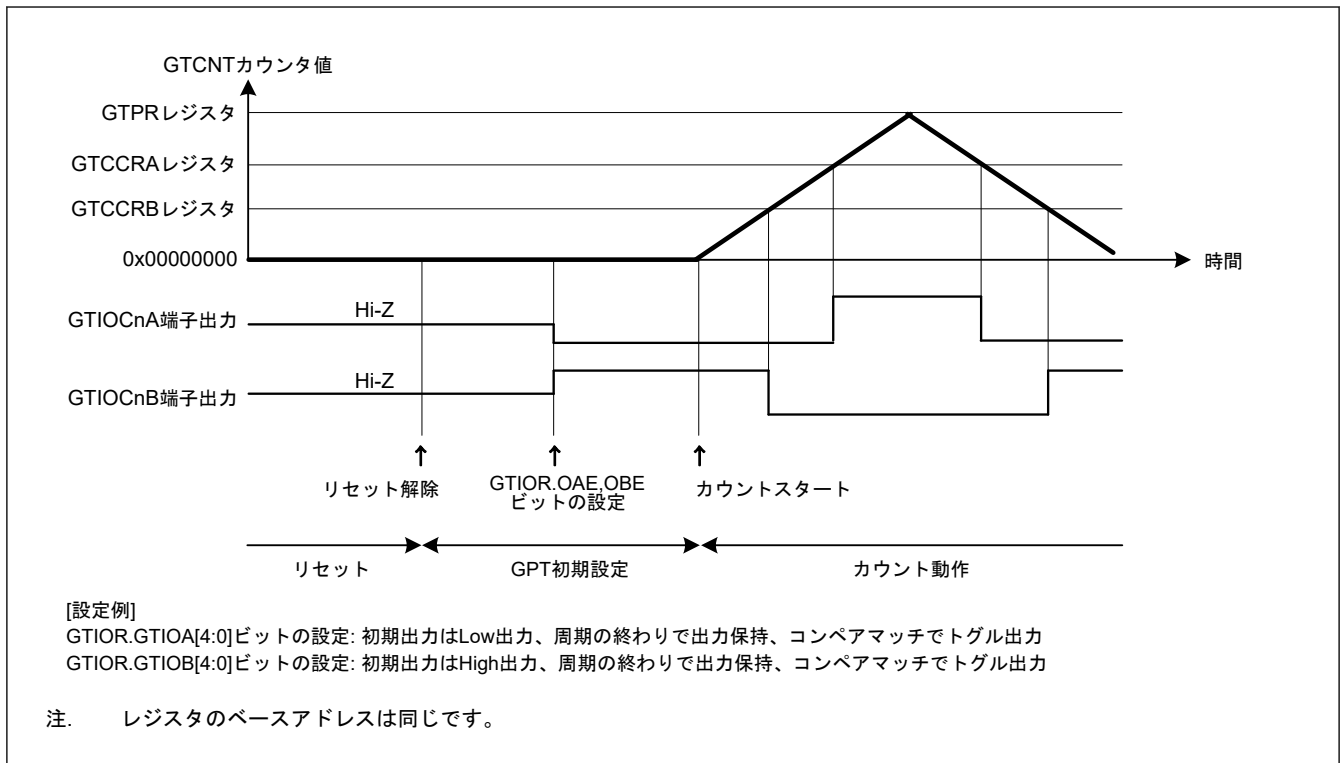 GTCNTカウンタ値
GTPRレジスタ
GTCCRAレジスタ
GTCCRBレジスタ
0x00000000
時間
GTIOCnA端子出力
Hi-Z
GTIOCnB端子出力
Hi-Z
リセット解除
GTIOR.OAE,OBE
ビットの設定
カウントスタート
リセット
GPT初期設定
カウント動作
[設定例]
GTIOR.GTIOA[4:0]ビットの設定: 初期出力はLow出力、周期の終わりで出力保持、コンペアマッチでトグル出力
GTIOR.GTIOB[4:0]ビットの設定: 初期出力はHigh出力、周期の終わりで出力保持、コンペアマッチでトグル出力
注. レジスタのベースアドレスは同じです。